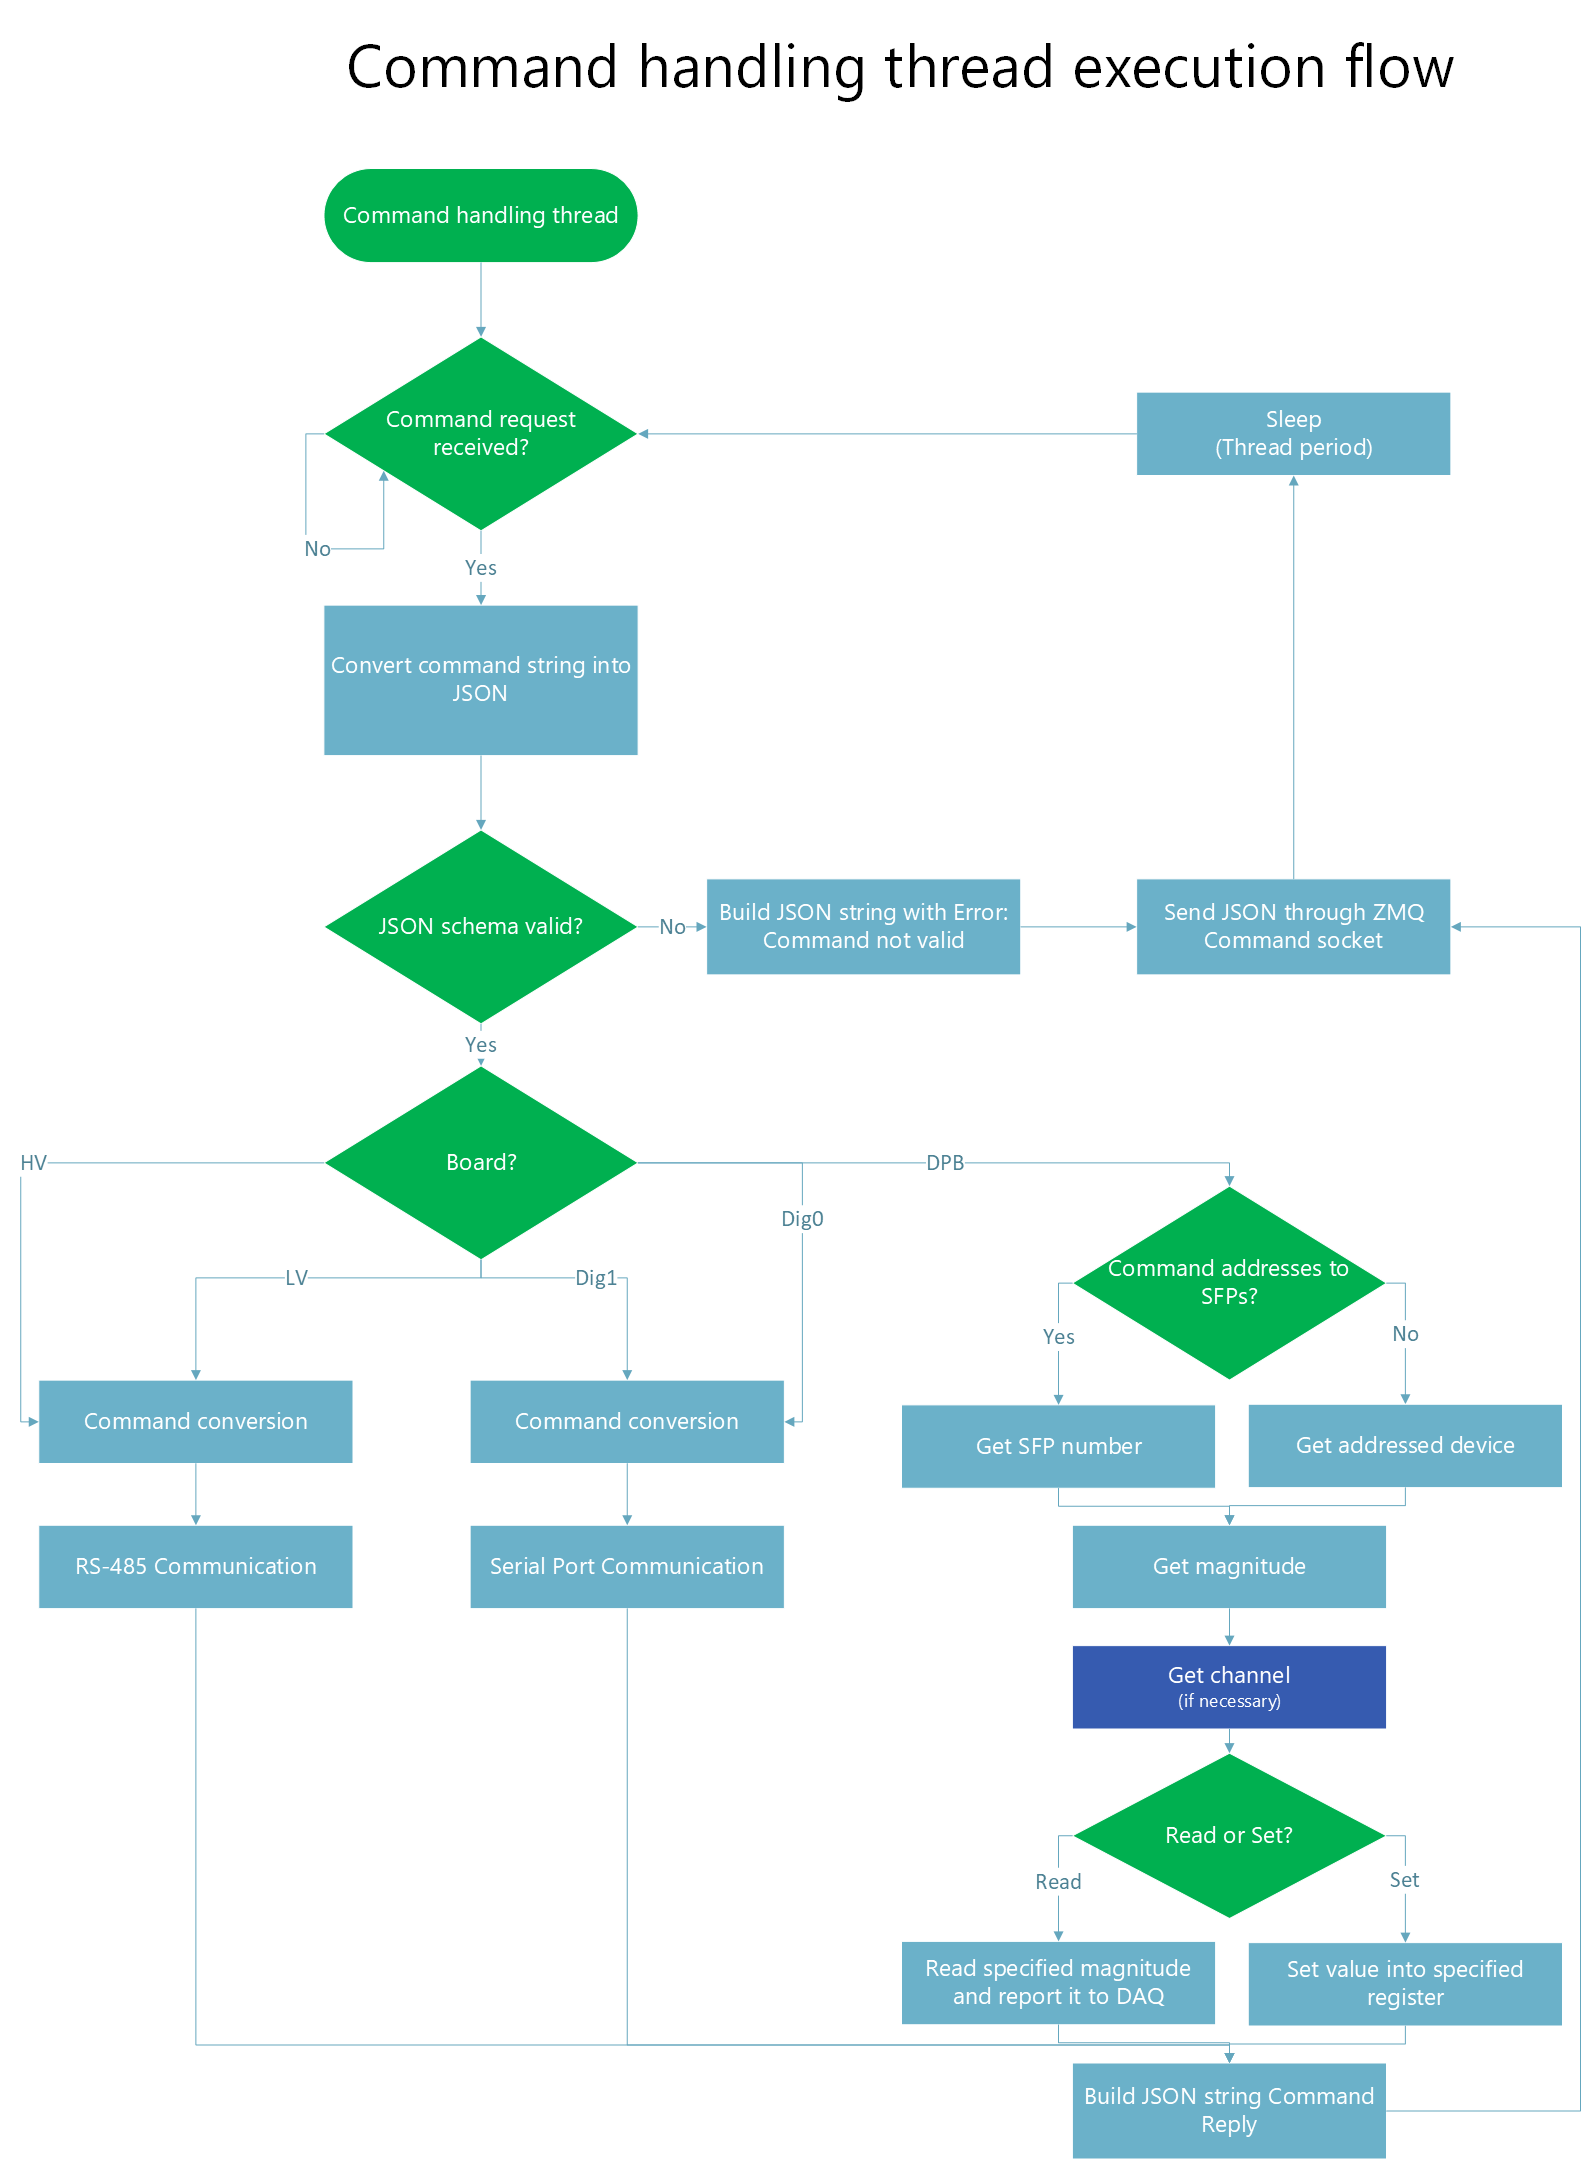 Command handling thread execution flow
Command handling thread
Command request
received?
Sleep
(Thread period)
No
Yes
Convert command string into
JSON
JSON schema valid?
No
Build JSON string with Error:
Command not valid
Send JSON through ZMQ
Command socket
Yes
Board?
HV
DPB
Dig0
LV
Dig1
Command addresses to
SFPs?
Yes
No
Command conversion
Command conversion
Get SFP number
Get addressed device
RS-485 Communication
Serial Port Communication
Get magnitude
Get channel
(if necessary)
Read or Set?
Read
Set
Read specified magnitude
and report it to DAQ
Set value into specified
register
Build JSON string Command
Reply